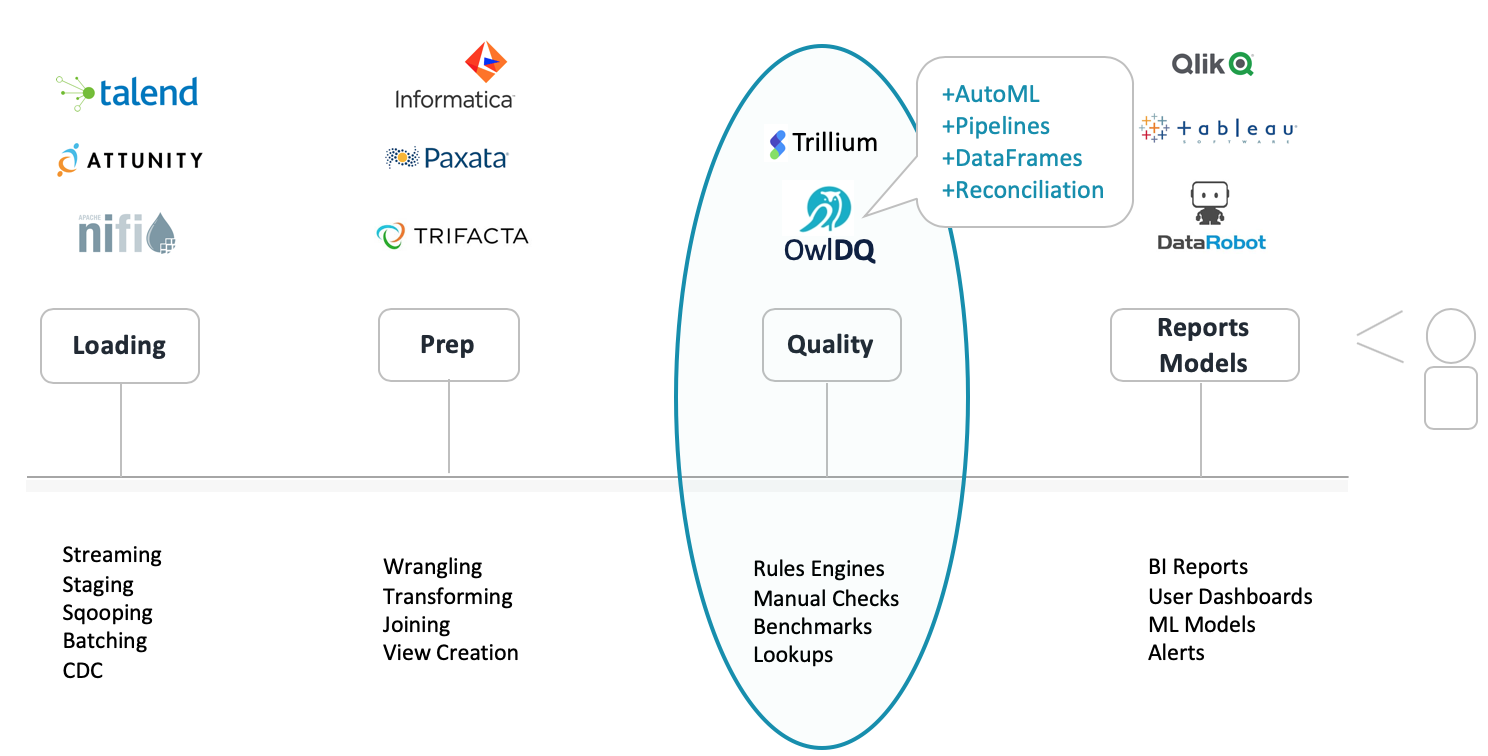 talend
ATTUNITY
APACHE
nifi
Informatica
Paxata
TRIFACTA
Trillium
OwlDQ
+AutoML
+Pipelines
+DataFrames
+Reconciliation
Qlik
+ a b l e a u
S O F T W A R E
DataRobot
Loading
Prep
Quality
Reports
Models
Streaming
Staging
Sqooping
Batching
CDC
Wrangling
Transforming
Joining
View Creation
Rules Engines
Manual Checks
Benchmarks
Lookups
BI Reports
User Dashboards
ML Models
Alerts